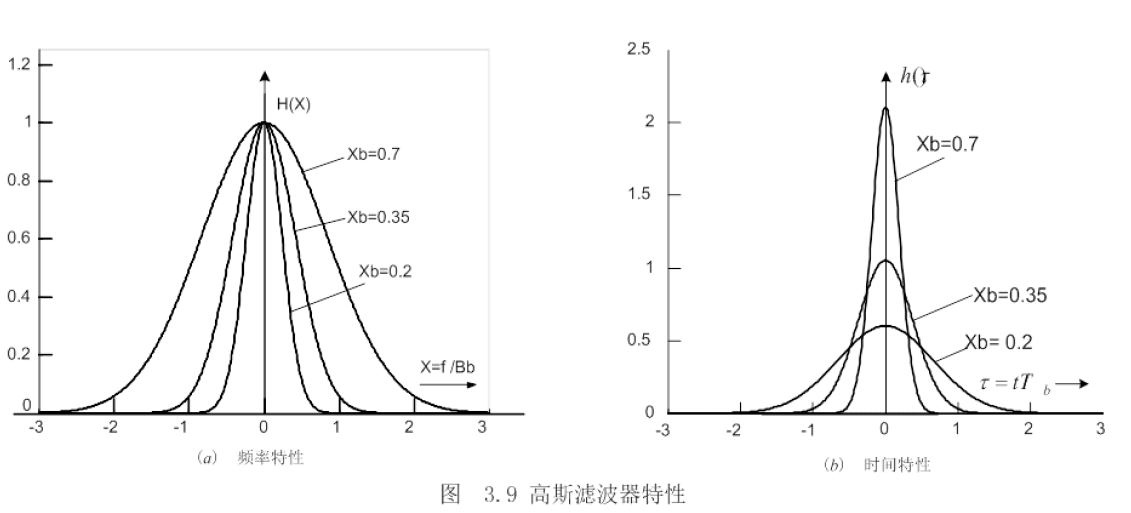 1.2
1
0.8
0.6
0.4
0.2
0
-3
-2
-1
0
1
2
3
H(X)
Xb=0.7
Xb=0.35
Xb=0.2
X=f /Bb
(a) 频率特性
2.5
2
1.5
1
0.5
0
-3
-2
-1
0
1
2
3
h()τ
Xb=0.7
Xb=0.35
Xb= 0.2
τ = tT b
(b) 时间特性
图 3.9 高斯滤波器特性